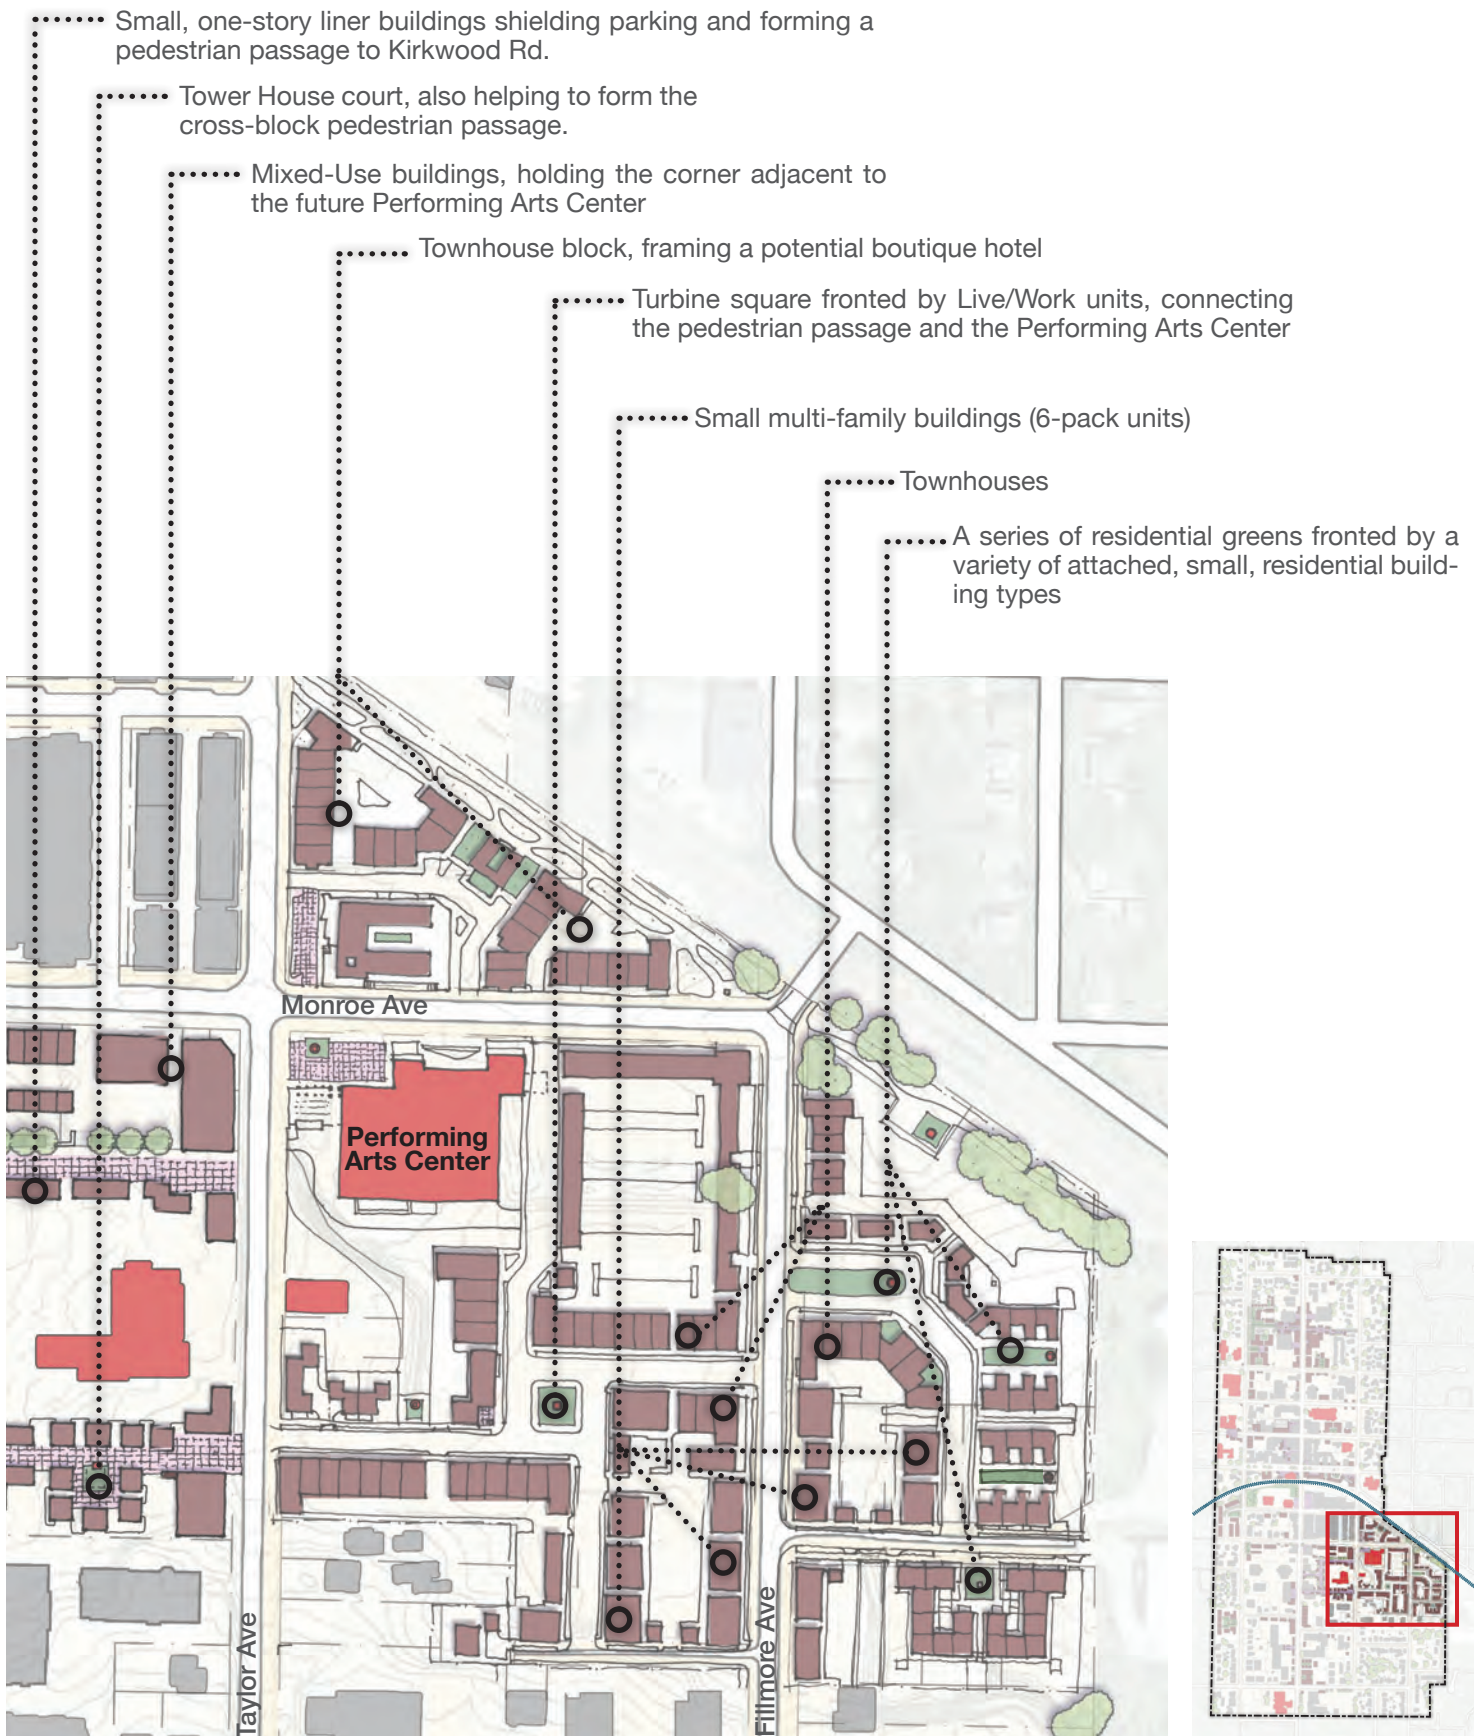 Small, one-story liner buildings shielding parking and forming a
pedestrian passage to Kirkwood Rd.
Tower House court, also helping to form the
cross-block pedestrian passage.
Mixed-Use buildings, holding the corner adjacent to
the future Performing Arts Center
Townhouse block, framing a potential boutique hotel
Turbine square fronted by Live/Work units, connecting
the pedestrian passage and the Performing Arts Center
Small multi-family buildings (6-pack units)
Townhouses
A series of residential greens fronted by a
variety of attached, small, residential build-
ing types
Monroe Ave
Performing
Arts Center
Taylor Ave
Fillmore Ave